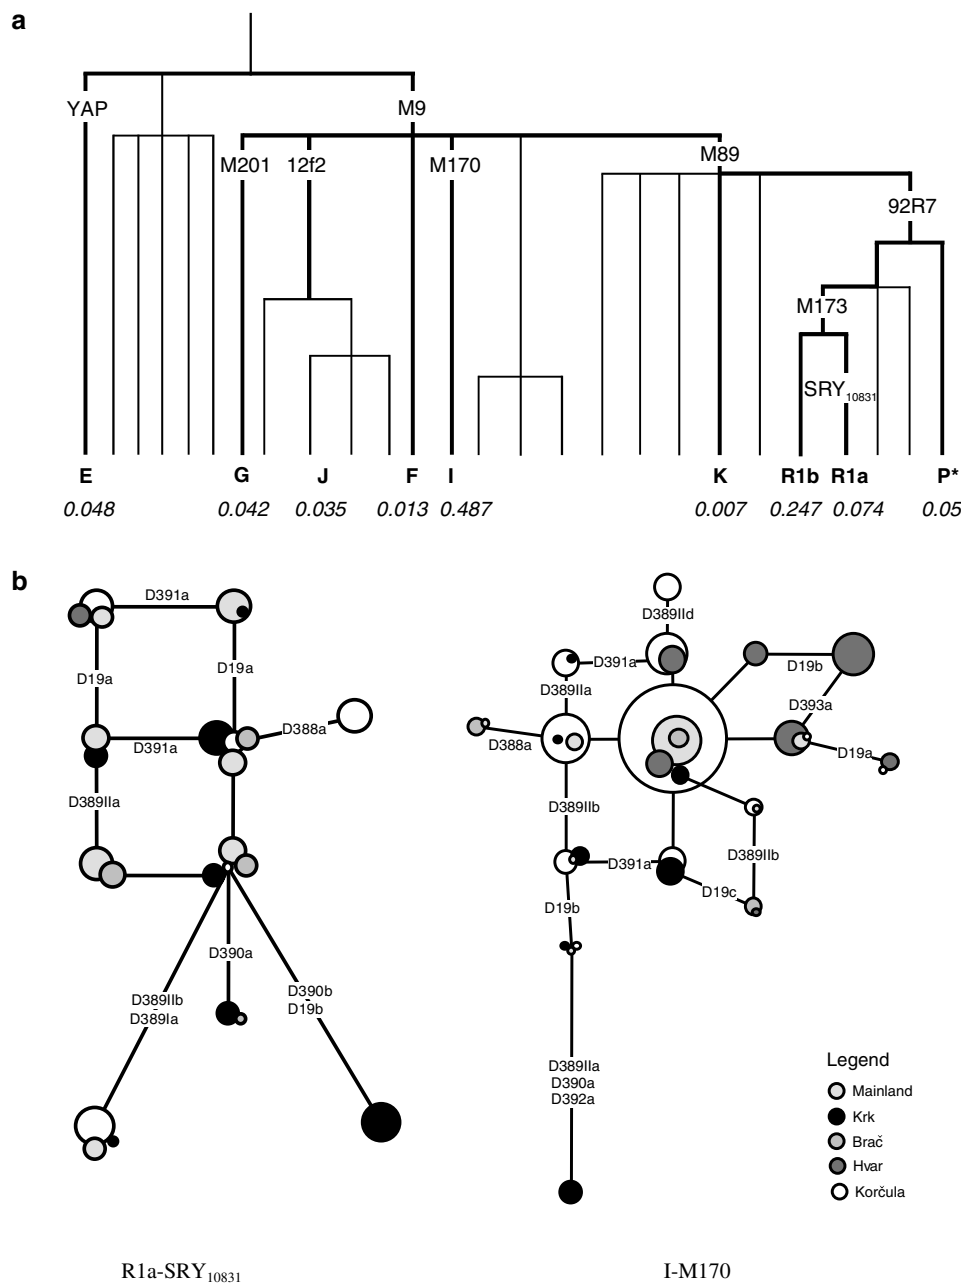 a
YAP M9
M201 12f2 M170 M89
92R7
M173
SRY10831
E G J F I K R1b R1a P*
0.048 0.042 0.035 0.013 0.487 0.007 0.247 0.074 0.05
b
D391a
D19a
D19a
D391a
D388a
D389IIa
D389IIb
D389Ia
D390a
D390b
D19b
D389IId
D391a
D389IIa
D19b
D393a
D388a
D19a
D389IIb
D389IIb
D391a
D19c
D19b
D389IIa
D390a
D392a
Legend
Mainland
Krk
Brač
Hvar
Korčula
R1a-SRY10831
I-M170